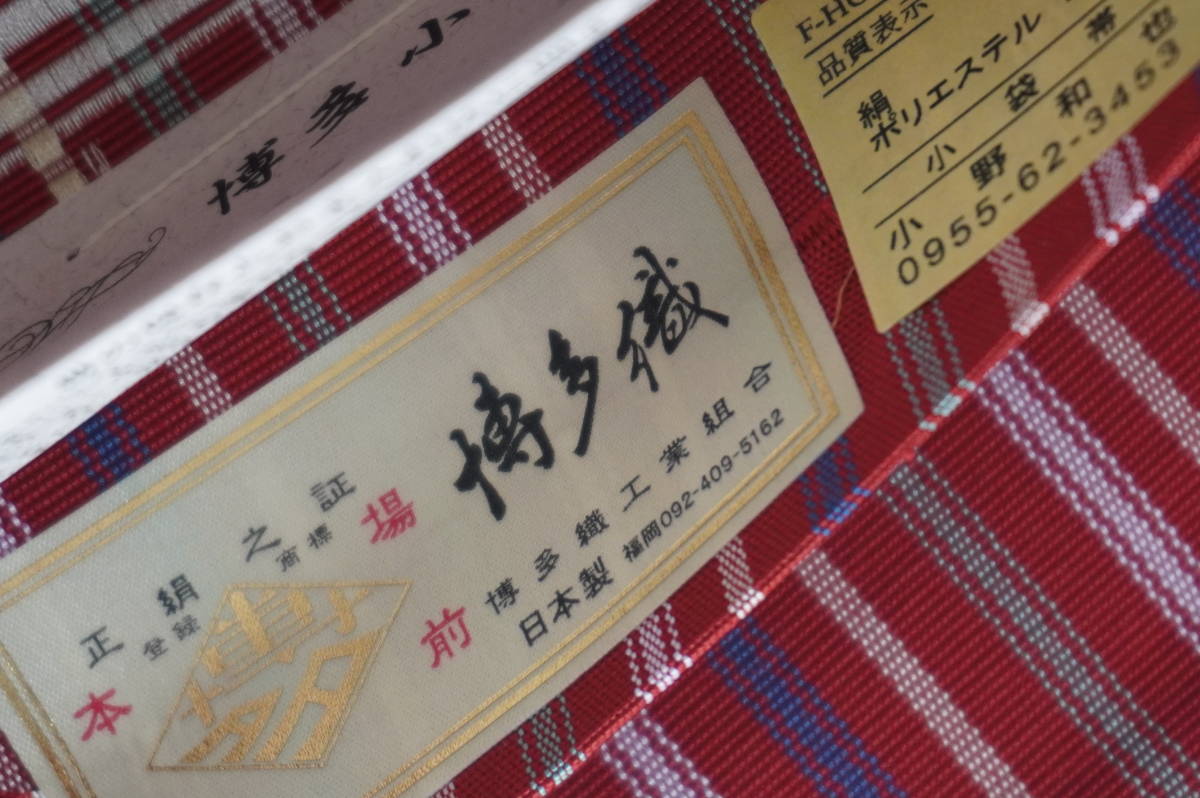 博多小
F-HO
品質表示
絹
ポリエステル
小袋帯
小野和也
0955-62-3453
正絹之証
登録商標
本場
前
博多織
博多織工業組合
日本製 福岡092-409-5162